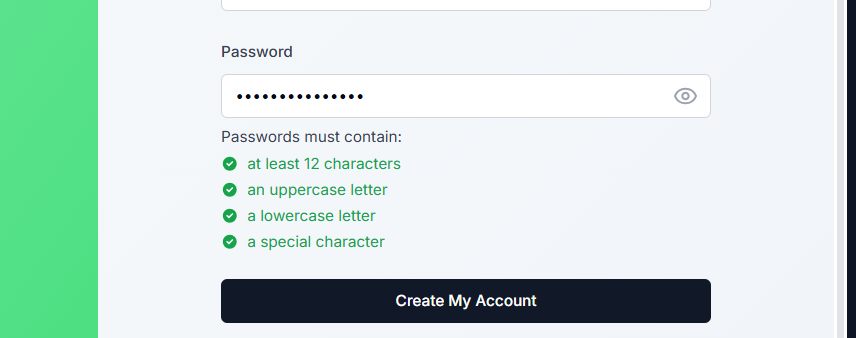 Password
•••••••••••••••
Passwords must contain:
at least 12 characters
an uppercase letter
a lowercase letter
a special character
Create My Account